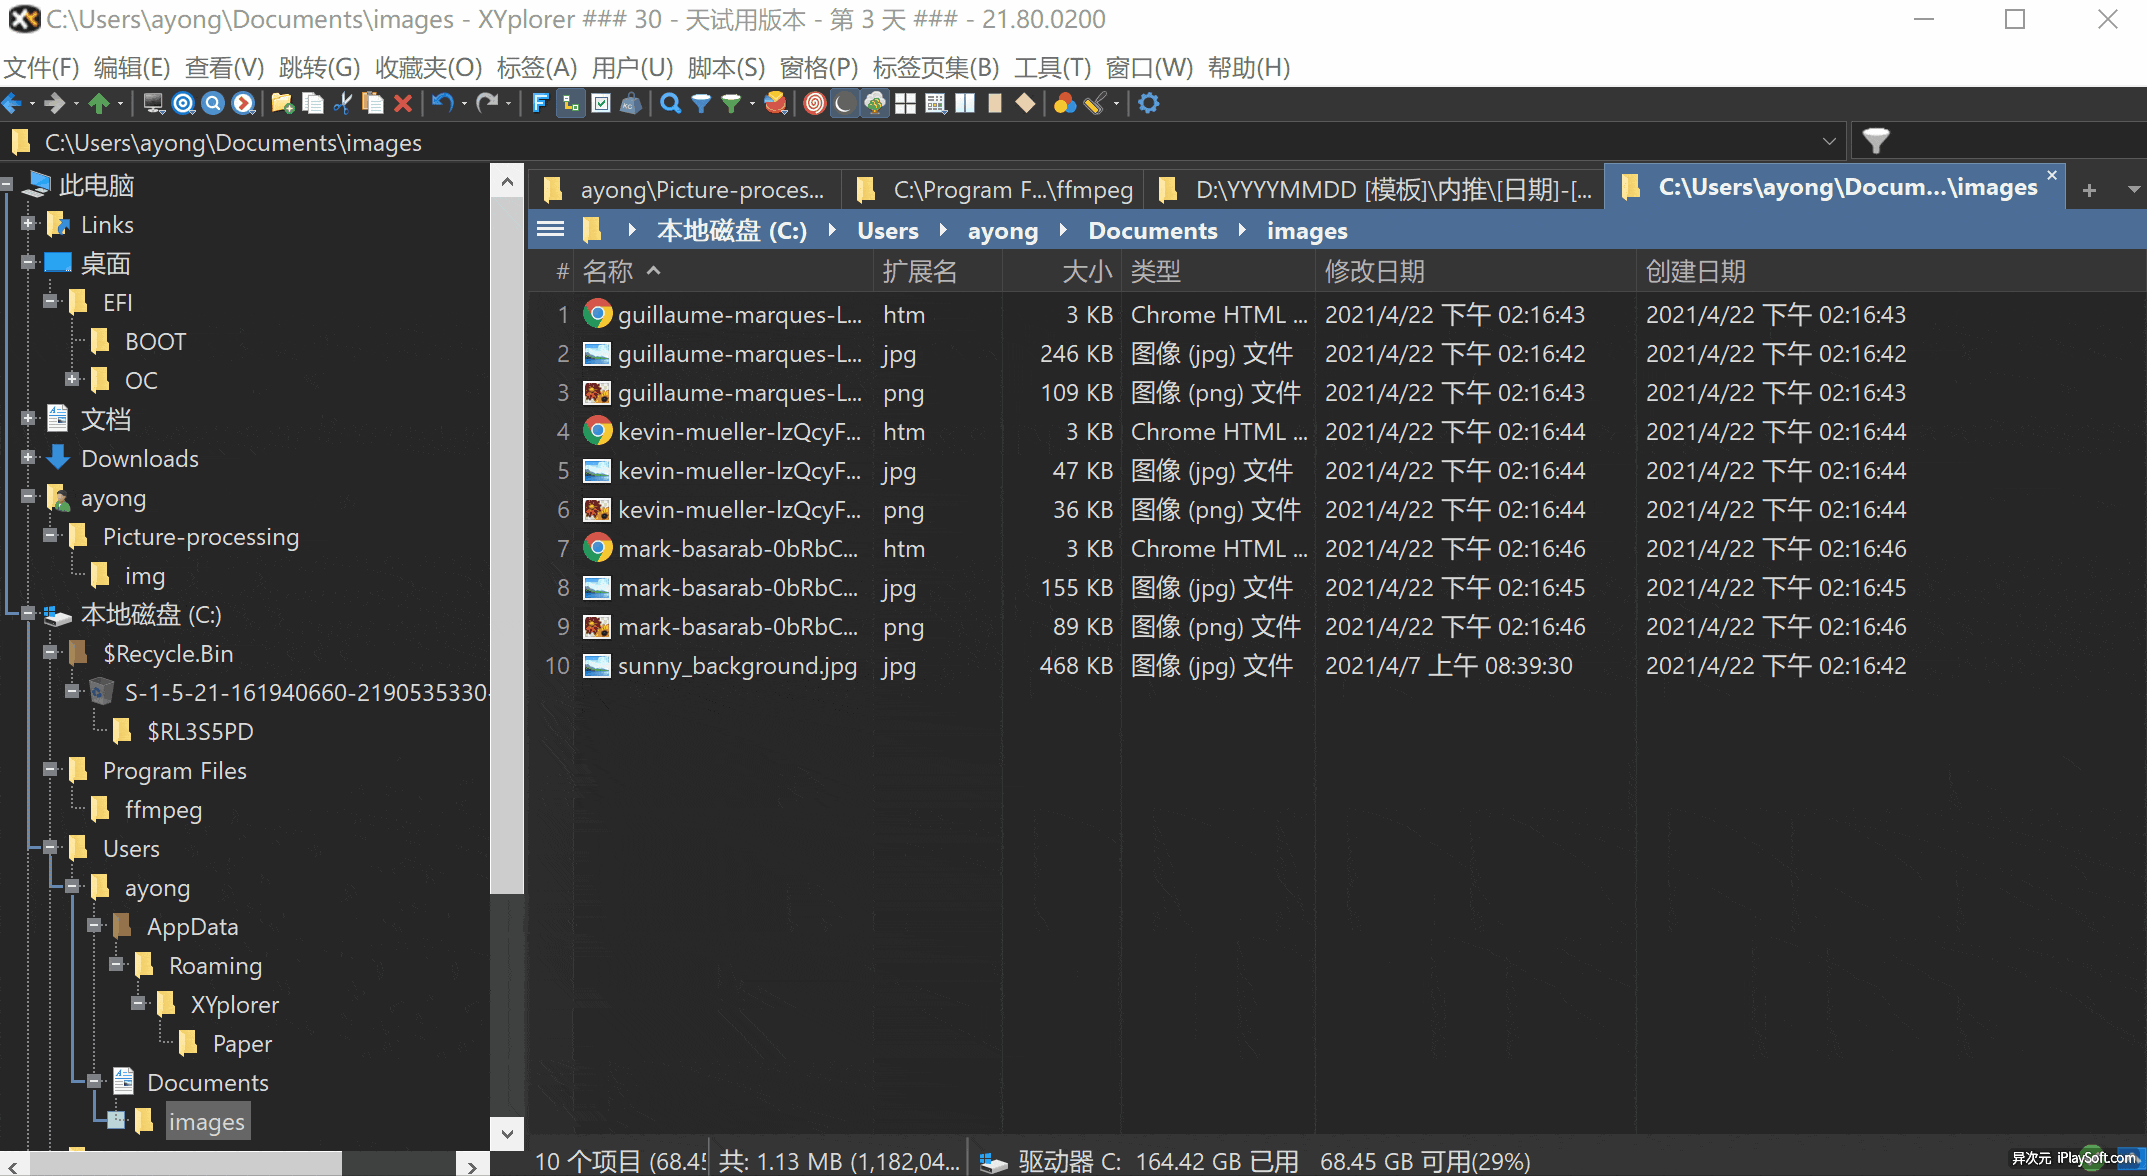 C:\Users\ayong\Documents\images - XYplorer ### 30 - 天试用版本 - 第 3 天 ### - 21.80.0200
文件(F) 编辑(E) 查看(V) 跳转(G) 收藏夹(O) 标签(A) 用户(U) 脚本(S) 窗格(P) 标签页集(B) 工具(T) 窗口(W) 帮助(H)
C:\Users\ayong\Documents\images
此电脑
Links
桌面
EFI
BOOT
OC
文档
Downloads
ayong
Picture-processing
img
本地磁盘 (C:)
$Recycle.Bin
S-1-5-21-161940660-2190535330-
$RL3S5PD
Program Files
ffmpeg
Users
ayong
AppData
Roaming
XYplorer
Paper
Documents
images
ayong\Picture-proces... C:\Program F...\ffmpeg D:\YYYYMMDD [模板]\内推\[日期]-[... C:\Users\ayong\Docum...\images
本地磁盘 (C:) Users ayong Documents images
# 名称 扩展名 大小 类型 修改日期 创建日期
1 guillaume-marques-L... htm 3 KB Chrome HTML ... 2021/4/22 下午 02:16:43 2021/4/22 下午 02:16:43
2 guillaume-marques-L... jpg 246 KB 图像 (jpg) 文件 2021/4/22 下午 02:16:42 2021/4/22 下午 02:16:42
3 guillaume-marques-L... png 109 KB 图像 (png) 文件 2021/4/22 下午 02:16:43 2021/4/22 下午 02:16:43
4 kevin-mueller-lzQcyF... htm 3 KB Chrome HTML ... 2021/4/22 下午 02:16:44 2021/4/22 下午 02:16:44
5 kevin-mueller-lzQcyF... jpg 47 KB 图像 (jpg) 文件 2021/4/22 下午 02:16:44 2021/4/22 下午 02:16:44
6 kevin-mueller-lzQcyF... png 36 KB 图像 (png) 文件 2021/4/22 下午 02:16:44 2021/4/22 下午 02:16:44
7 mark-basarab-0bRbC... htm 3 KB Chrome HTML ... 2021/4/22 下午 02:16:46 2021/4/22 下午 02:16:46
8 mark-basarab-0bRbC... jpg 155 KB 图像 (jpg) 文件 2021/4/22 下午 02:16:45 2021/4/22 下午 02:16:45
9 mark-basarab-0bRbC... png 89 KB 图像 (png) 文件 2021/4/22 下午 02:16:46 2021/4/22 下午 02:16:46
10 sunny_background.jpg jpg 468 KB 图像 (jpg) 文件 2021/4/7 上午 08:39:30 2021/4/22 下午 02:16:42
10 个项目 (68.45 共: 1.13 MB (1,182,04... 驱动器 C: 164.42 GB 已用 68.45 GB 可用(29%)
异次元 iPlaySoft.com